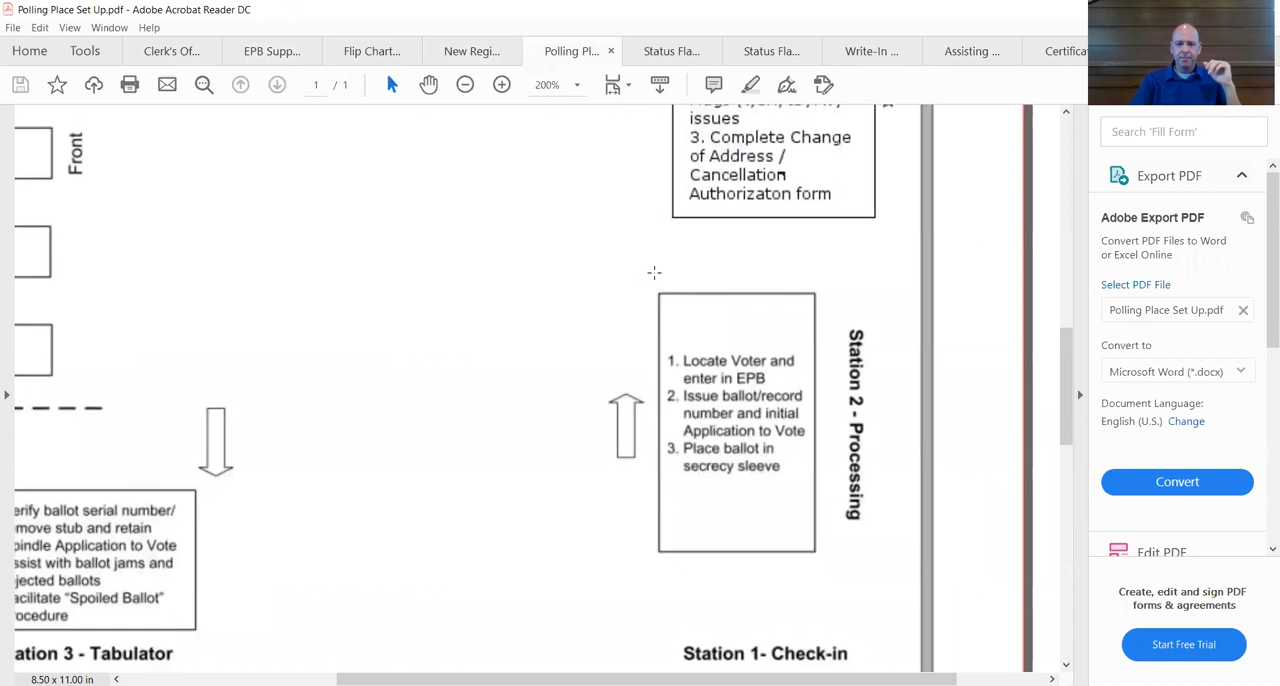 Polling Place Set Up.pdf - Adobe Acrobat Reader DC
File Edit View Window Help
Home Tools Clerk's Of... EPB Supp... Flip Chart... New Regi... Polling Pl... × Status Fla... Status Fla... Write-In ... Assisting ... Certifica
1 / 1 200%
Front
issues
3. Complete Change
of Address /
Cancellation
Authorizaton form
1. Locate Voter and
enter in EPB
2. Issue ballot/record
number and initial
Application to Vote
3. Place ballot in
secrecy sleeve
Station 2 - Processing
erify ballot serial number/
move stub and retain
pindle Application to Vote
ssist with ballot jams and
jected ballots
acilitate “Spoiled Ballot”
ocedure
ation 3 - Tabulator
Station 1- Check-in
8.50 x 11.00 in
Search 'Fill Form'
Export PDF
Adobe Export PDF
Convert PDF Files to Word
or Excel Online
Select PDF File
Polling Place Set Up.pdf
Convert to
Microsoft Word (*.docx)
Document Language:
English (U.S.) Change
Convert
Edit PDF
Create, edit and sign PDF
forms & agreements
Start Free Trial